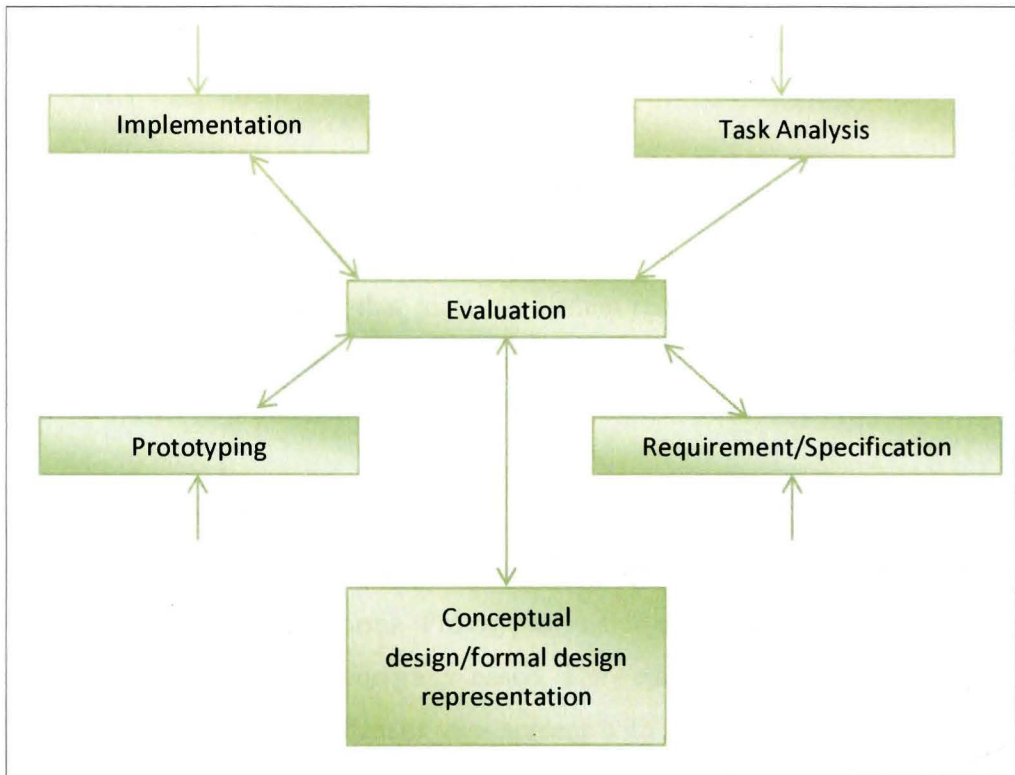 Implementation
Task Analysis
Evaluation
Prototyping
Requirement/Specification
Conceptual
design/formal design
representation